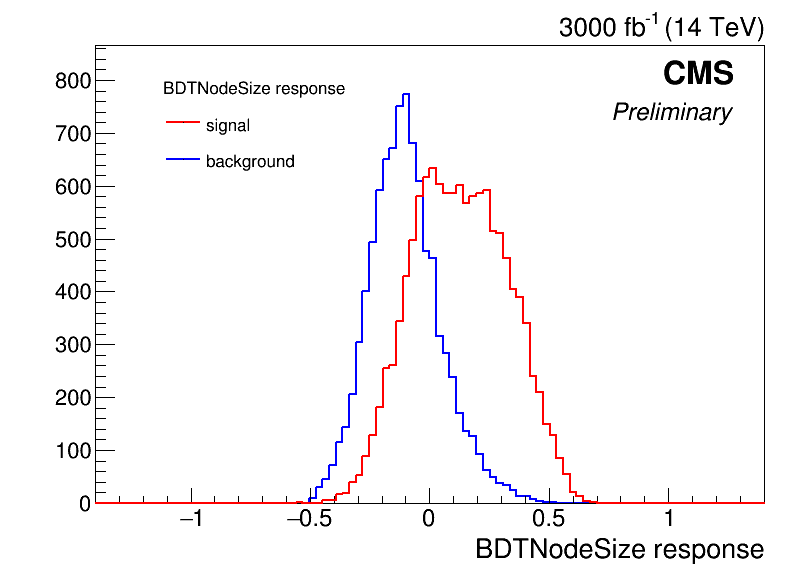 3000 fb⁻¹ (14 TeV)
CMS
Preliminary
BDTNodeSize response
signal
background
800
700
600
500
400
300
200
100
0
−1 −0.5 0 0.5 1
BDTNodeSize response